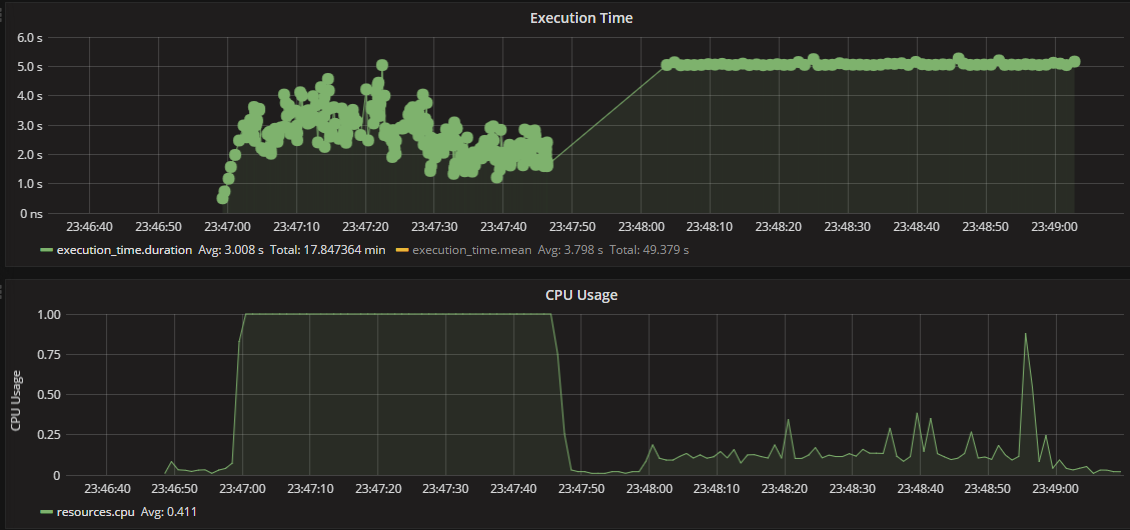 Execution Time
6.0 s
5.0 s
4.0 s
3.0 s
2.0 s
1.0 s
0 ns
23:46:40 23:46:50 23:47:00 23:47:10 23:47:20 23:47:30 23:47:40 23:47:50 23:48:00 23:48:10 23:48:20 23:48:30 23:48:40 23:48:50 23:49:00
execution_time.duration Avg: 3.008 s Total: 17.847364 min execution_time.mean Avg: 3.798 s Total: 49.379 s
CPU Usage
CPU Usage
1.00
0.75
0.50
0.25
0
23:46:40 23:46:50 23:47:00 23:47:10 23:47:20 23:47:30 23:47:40 23:47:50 23:48:00 23:48:10 23:48:20 23:48:30 23:48:40 23:48:50 23:49:00
resources.cpu Avg: 0.411